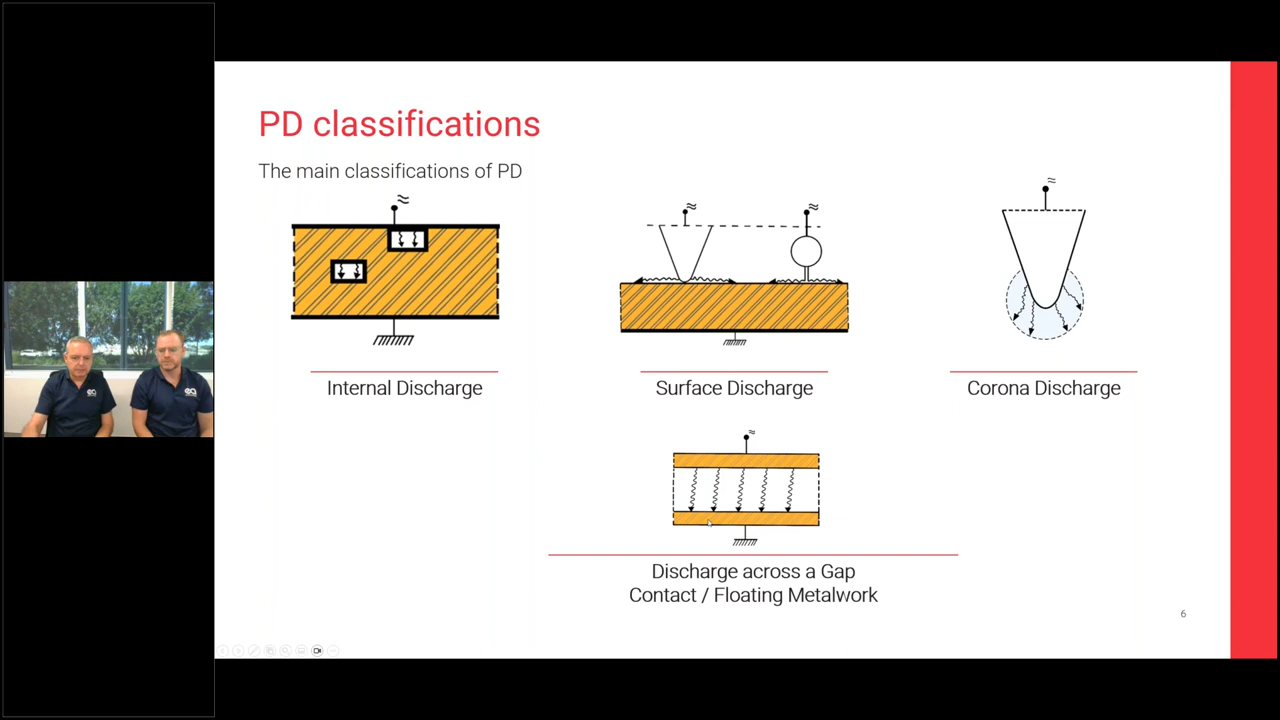 PD classifications
The main classifications of PD
Internal Discharge
Surface Discharge
Corona Discharge
Discharge across a Gap
Contact / Floating Metalwork
6
ea